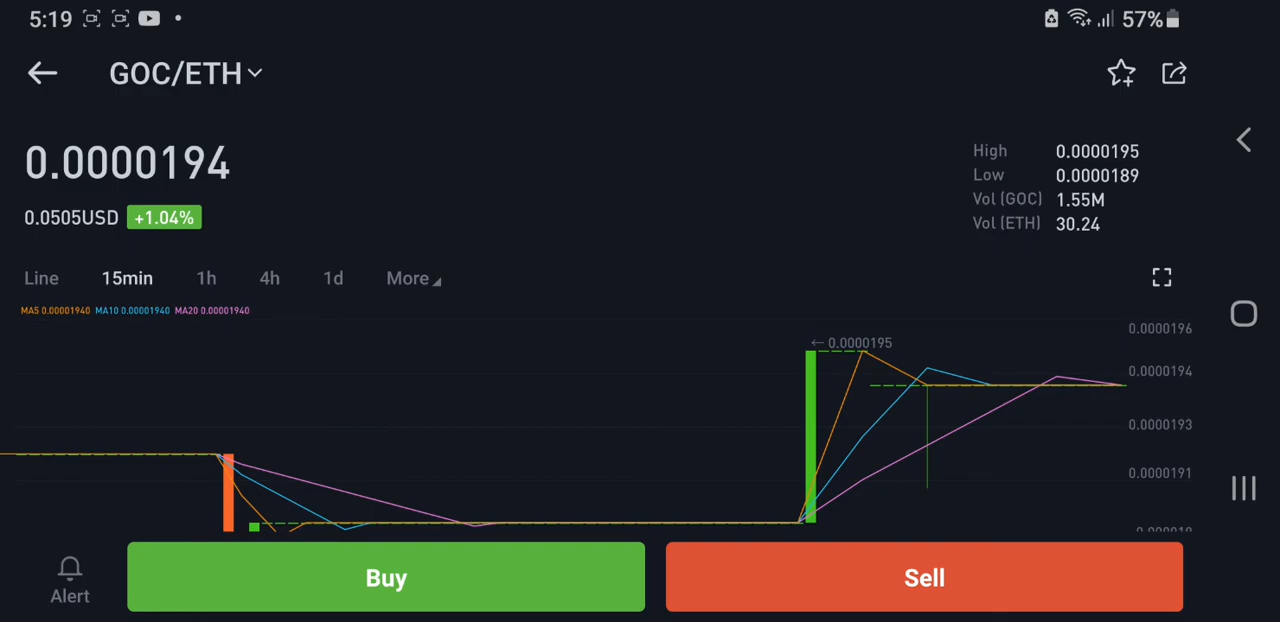 5:19
57%
GOC/ETH
0.0000194
0.0505USD +1.04%
High 0.0000195
Low 0.0000189
Vol (GOC) 1.55M
Vol (ETH) 30.24
Line 15min 1h 4h 1d More
MA5 0.00001940 MA10 0.00001940 MA20 0.00001940
0.0000196
←0.0000195
0.0000194
0.0000193
0.0000191
Alert
Buy
Sell